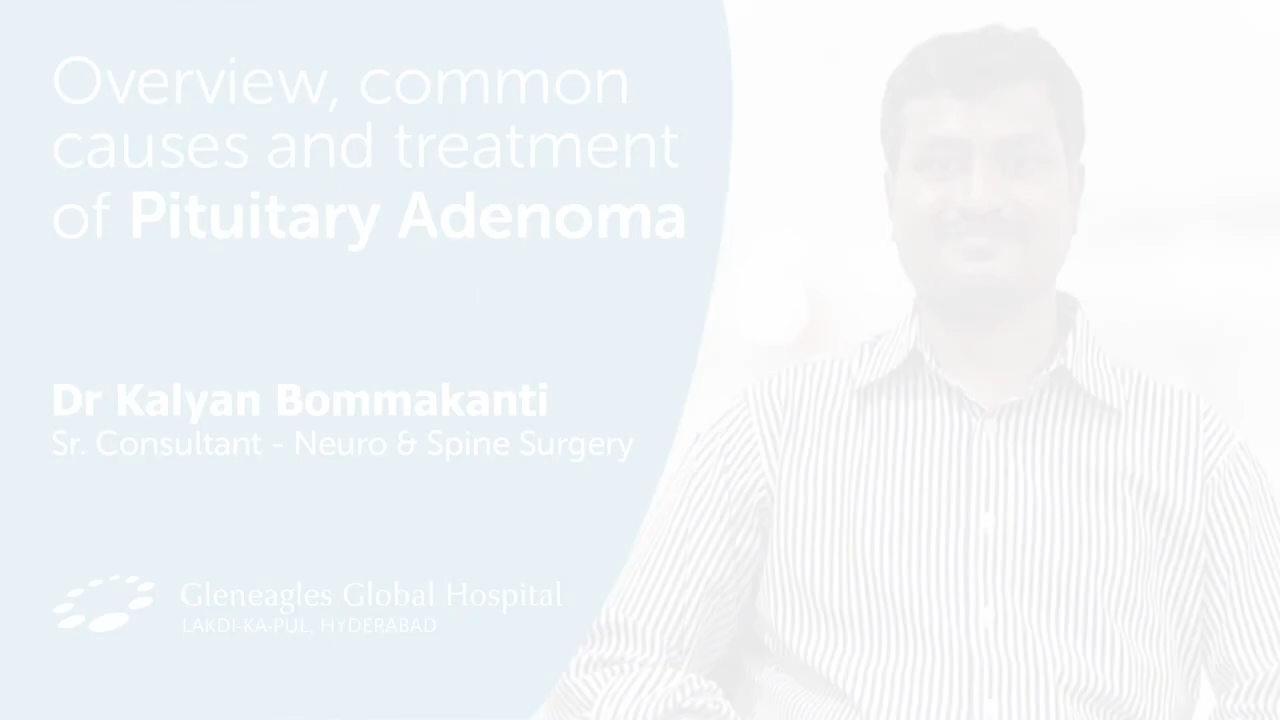 Overview, common
causes and treatment
of Pituitary Adenoma
Dr Kalyan Bommakanti
Sr. Consultant - Neuro & Spine Surgery
Gleneagles Global Hospital
LAKDI-KA-PUL, HYDERABAD